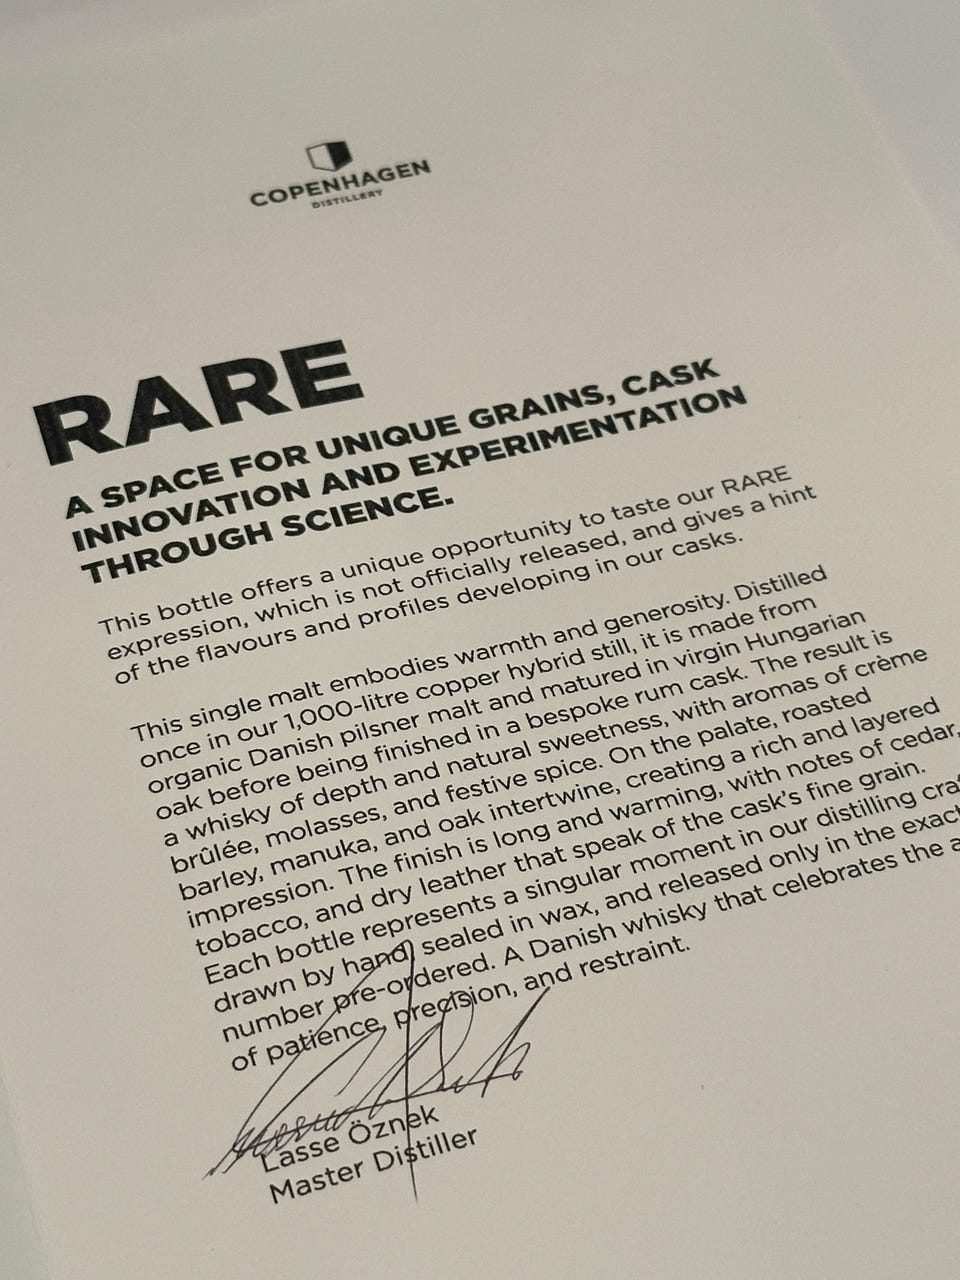 COPENHAGEN
DISTILLERY
RARE
A SPACE FOR UNIQUE GRAINS, CASK
INNOVATION AND EXPERIMENTATION
THROUGH SCIENCE.
This bottle offers a unique opportunity to taste our RARE
expression, which is not officially released, and gives a hint
of the flavours and profiles developing in our casks.
This single malt embodies warmth and generosity. Distilled
once in our 1,000-litre copper hybrid still, it is made from
organic Danish pilsner malt and matured in virgin Hungarian
oak before being finished in a bespoke rum cask. The result is
a whisky of depth and natural sweetness, with aromas of crème
brûlée, molasses, and festive spice. On the palate, roasted
barley, manuka, and oak intertwine, creating a rich and layered
impression. The finish is long and warming, with notes of cedar,
tobacco, and dry leather that speak of the cask's fine grain.
Each bottle represents a singular moment in our distilling
drawn by hand, sealed in wax, and released only in the exact
number pre-ordered. A Danish whisky that celebrates the
of patience, precision, and restraint.
Lasse Öznek
Master Distiller